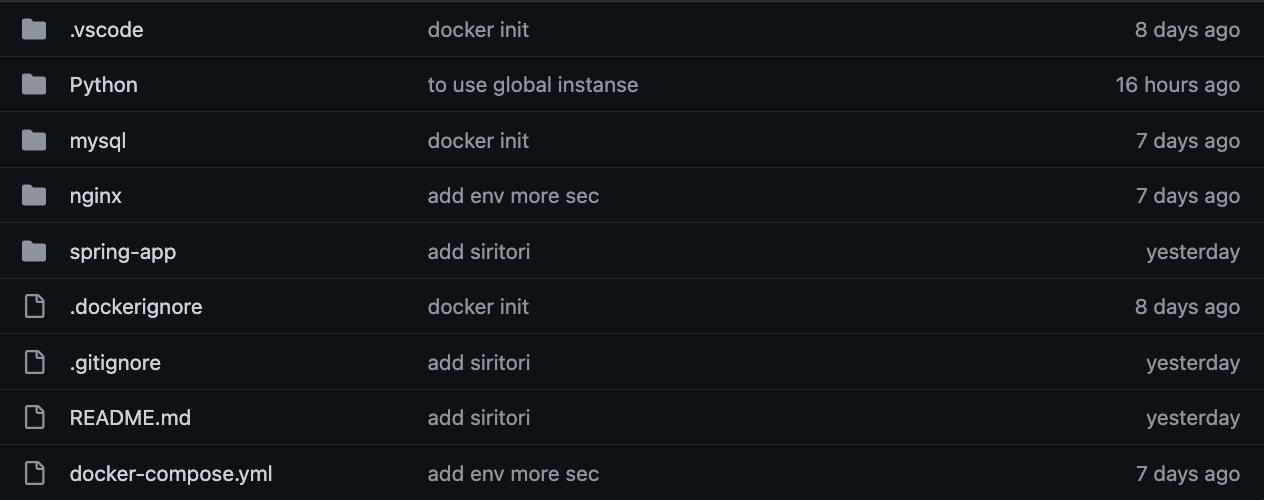 .vscode docker init 8 days ago
Python to use global instanse 16 hours ago
mysql docker init 7 days ago
nginx add env more sec 7 days ago
spring-app add siritori yesterday
.dockerignore docker init 8 days ago
.gitignore add siritori yesterday
README.md add siritori yesterday
docker-compose.yml add env more sec 7 days ago